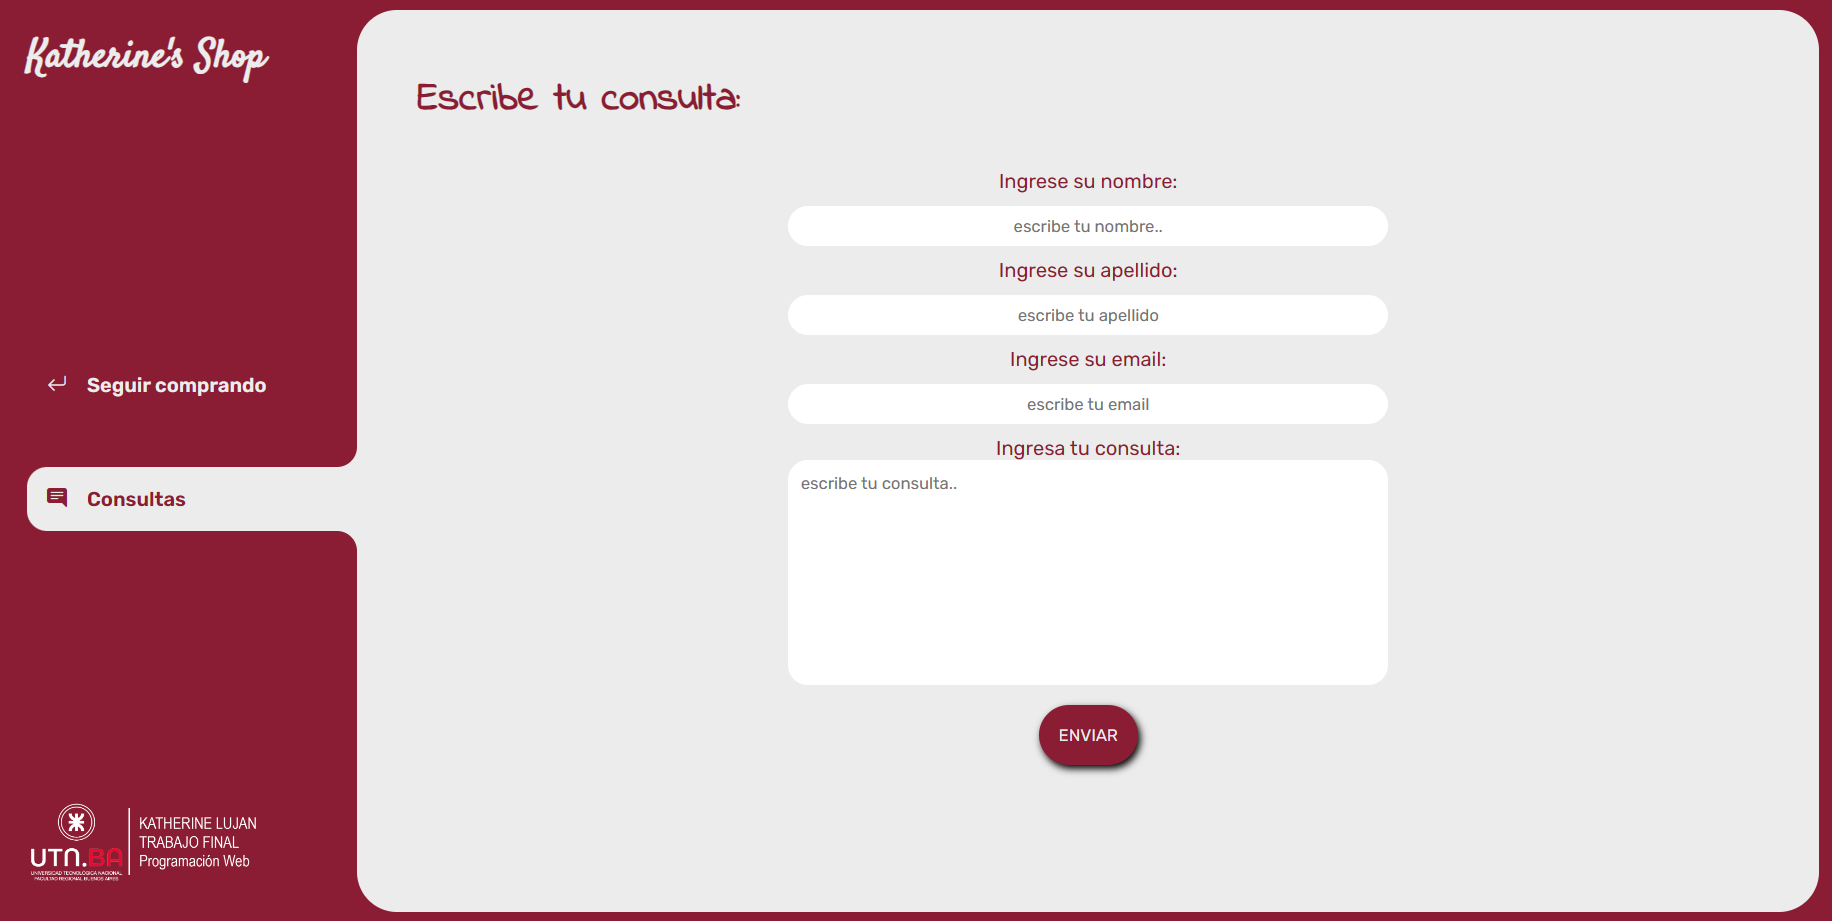 Katherine's Shop
Seguir comprando
Consultas
UTN.BA
UNIVERSIDAD TECNOLOGICA NACIONAL
FACULTAD REGIONAL BUENOS AIRES
KATHERINE LUJAN
TRABAJO FINAL
Programación Web
Escribe tu consulta:
Ingrese su nombre:
escribe tu nombre..
Ingrese su apellido:
escribe tu apellido
Ingrese su email:
escribe tu email
Ingresa tu consulta:
escribe tu consulta..
ENVIAR